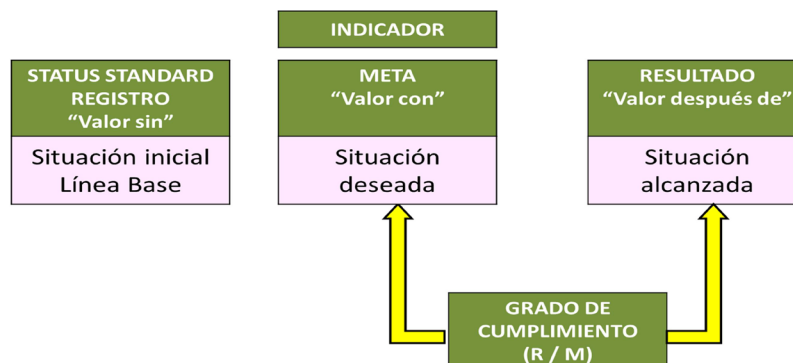 INDICADOR
STATUS STANDARD
REGISTRO
“Valor sin”
Situación inicial
Línea Base
META
“Valor con”
Situación
deseada
RESULTADO
“Valor después de”
Situación
alcanzada
GRADO DE
CUMPLIMIENTO
(R / M)